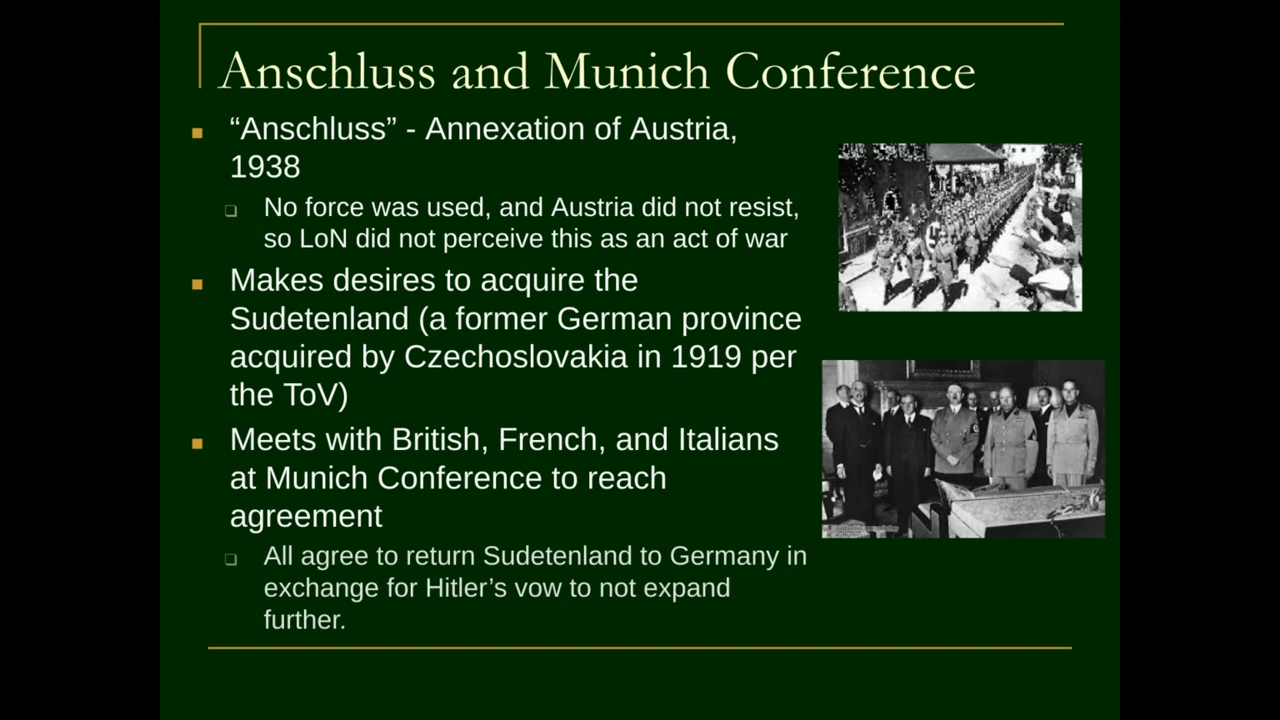 Anschluss and Munich Conference
“Anschluss” - Annexation of Austria,
1938
No force was used, and Austria did not resist,
so LoN did not perceive this as an act of war
Makes desires to acquire the
Sudetenland (a former German province
acquired by Czechoslovakia in 1919 per
the ToV)
Meets with British, French, and Italians
at Munich Conference to reach
agreement
All agree to return Sudetenland to Germany in
exchange for Hitler’s vow to not expand
further.